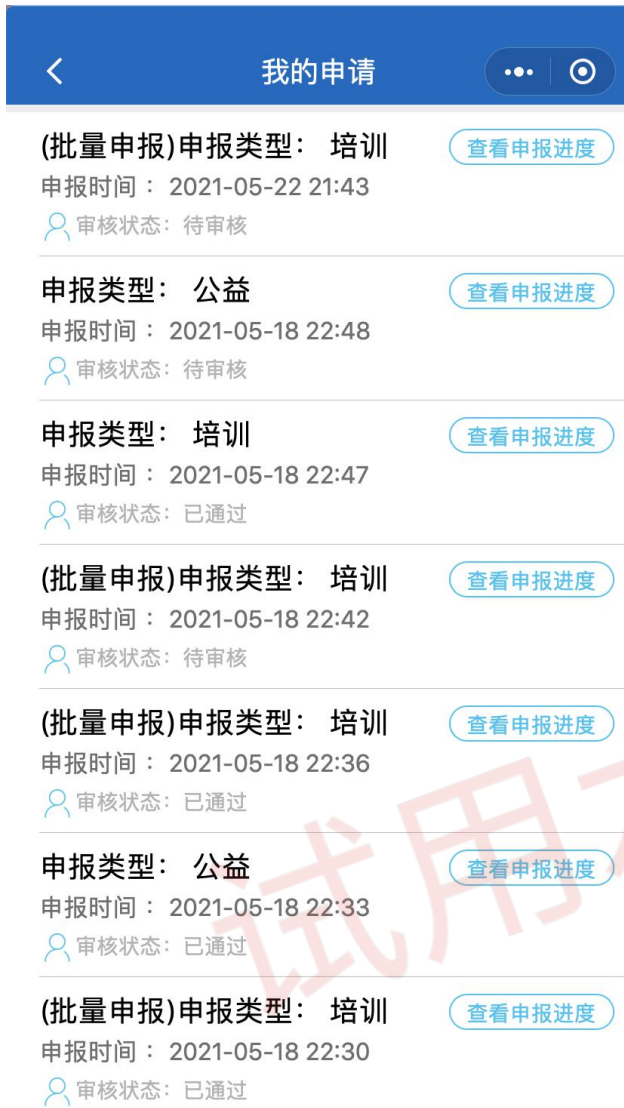 我的申请
(批量申报)申报类型： 培训 查看申报进度
申报时间 ： 2021-05-22 21:43
审核状态：待审核
申报类型： 公益 查看申报进度
申报时间 ： 2021-05-18 22:48
审核状态：待审核
申报类型： 培训 查看申报进度
申报时间 ： 2021-05-18 22:47
审核状态：已通过
(批量申报)申报类型： 培训 查看申报进度
申报时间 ： 2021-05-18 22:42
审核状态：待审核
(批量申报)申报类型： 培训 查看申报进度
申报时间 ： 2021-05-18 22:36
审核状态：已通过
申报类型： 公益 查看申报进度
申报时间 ： 2021-05-18 22:33
审核状态：已通过
(批量申报)申报类型： 培训 查看申报进度
申报时间 ： 2021-05-18 22:30
审核状态：已通过
试用